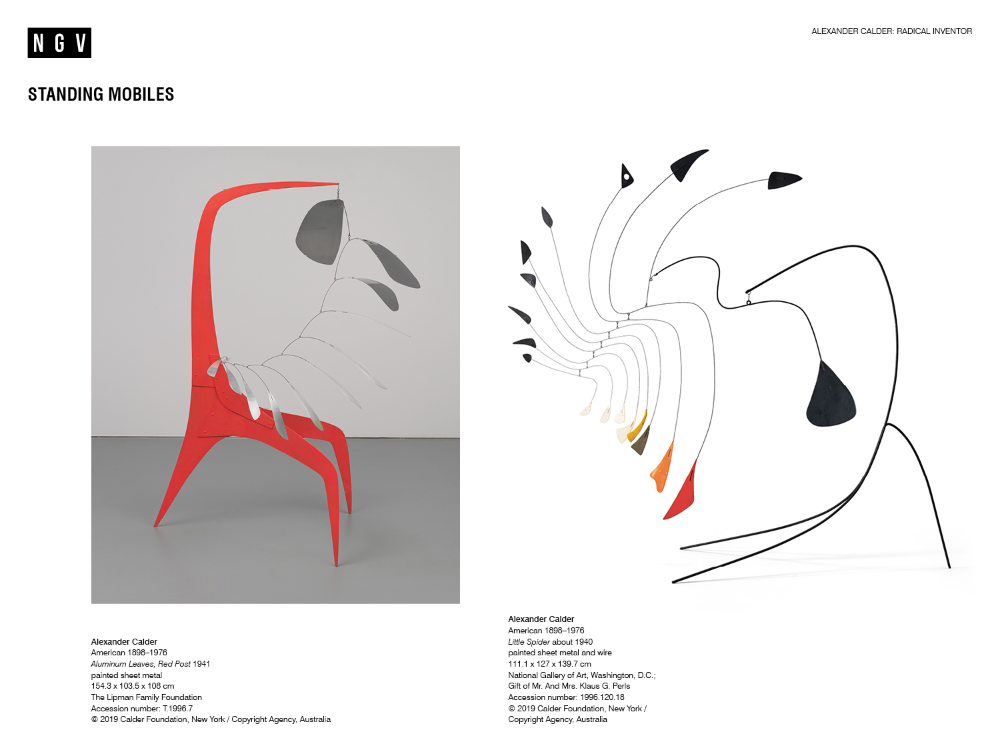 NGV
ALEXANDER CALDER: RADICAL INVENTOR
STANDING MOBILES
Alexander Calder
American 1898–1976
Aluminum Leaves, Red Post 1941
painted sheet metal
154.3 x 103.5 x 108 cm
The Lipman Family Foundation
Accession number: T.1996.7
© 2019 Calder Foundation, New York / Copyright Agency, Australia
Alexander Calder
American 1898–1976
Little Spider about 1940
painted sheet metal and wire
111.1 x 127 x 139.7 cm
National Gallery of Art, Washington, D.C.;
Gift of Mr. And Mrs. Klaus G. Perls
Accession number: 1996.120.18
© 2019 Calder Foundation, New York /
Copyright Agency, Australia